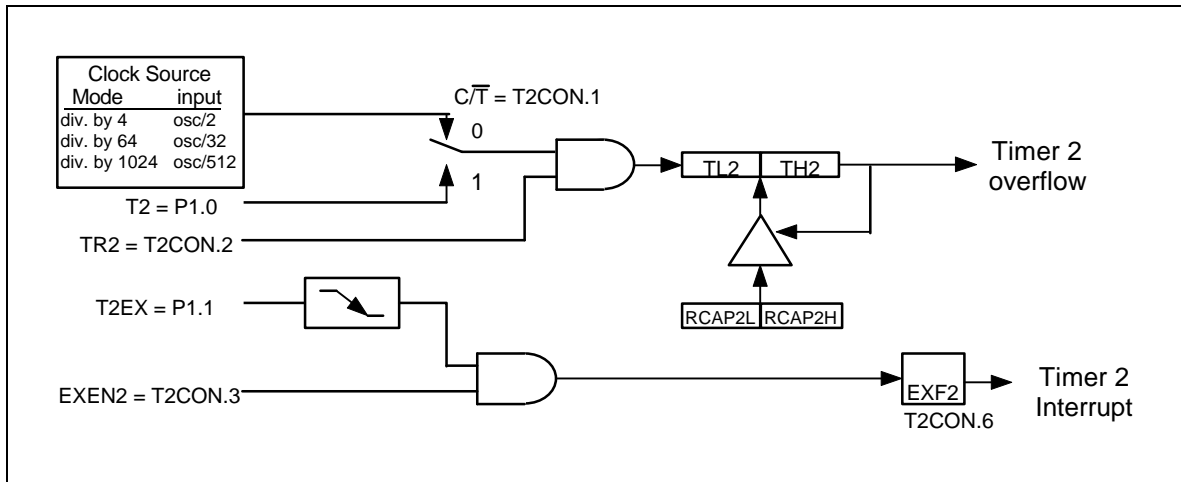 Clock Source
Mode input
div. by 4 osc/2
div. by 64 osc/32
div. by 1024 osc/512
C/T̅ = T2CON.1
0
1
T2 = P1.0
TR2 = T2CON.2
TL2 TH2
Timer 2
overflow
T2EX = P1.1
RCAP2L RCAP2H
EXEN2 = T2CON.3
EXF2
T2CON.6
Timer 2
Interrupt